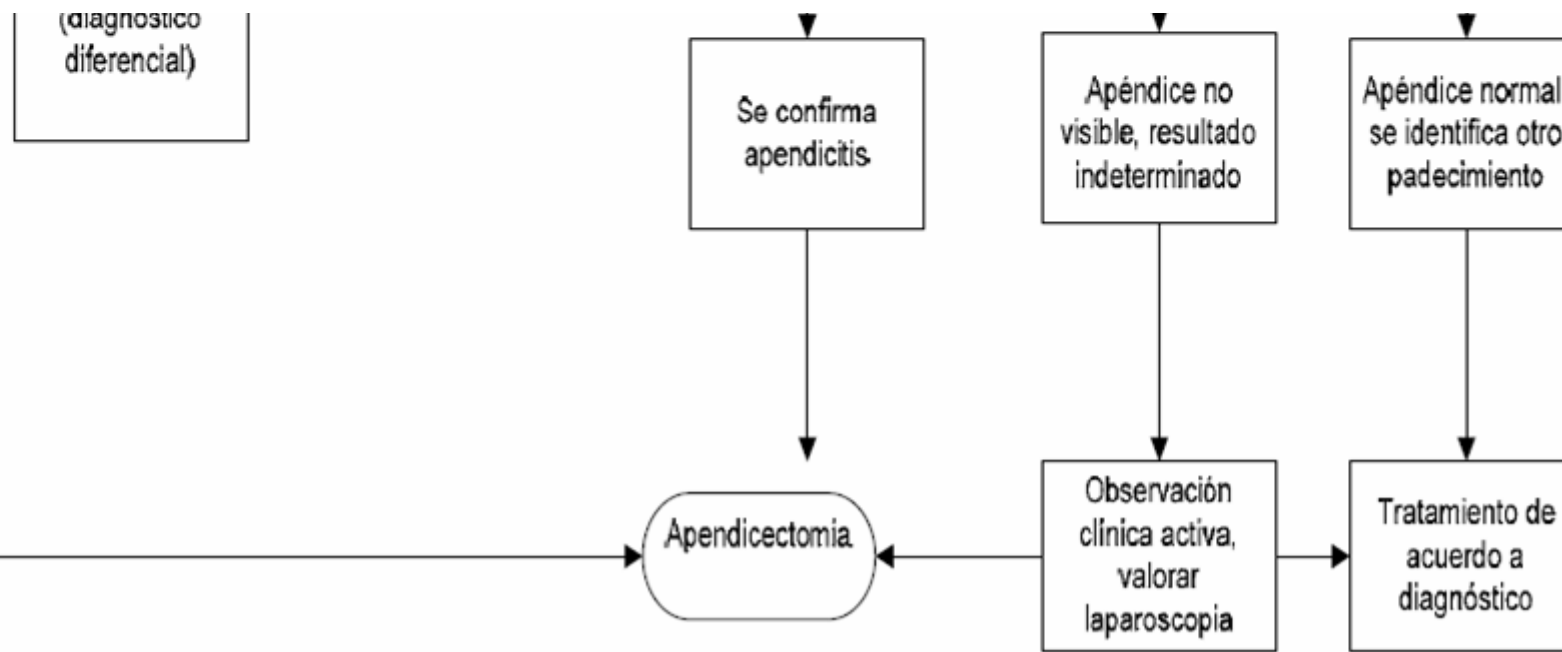 (diagnostico
diferencial)
Se confirma
apendicitis
Apéndice no
visible, resultado
indeterminado
Apéndice normal
se identifica otro
padecimiento
Apendicectomia
Observación
clínica activa,
valorar
laparoscopia
Tratamiento de
acuerdo a
diagnóstico